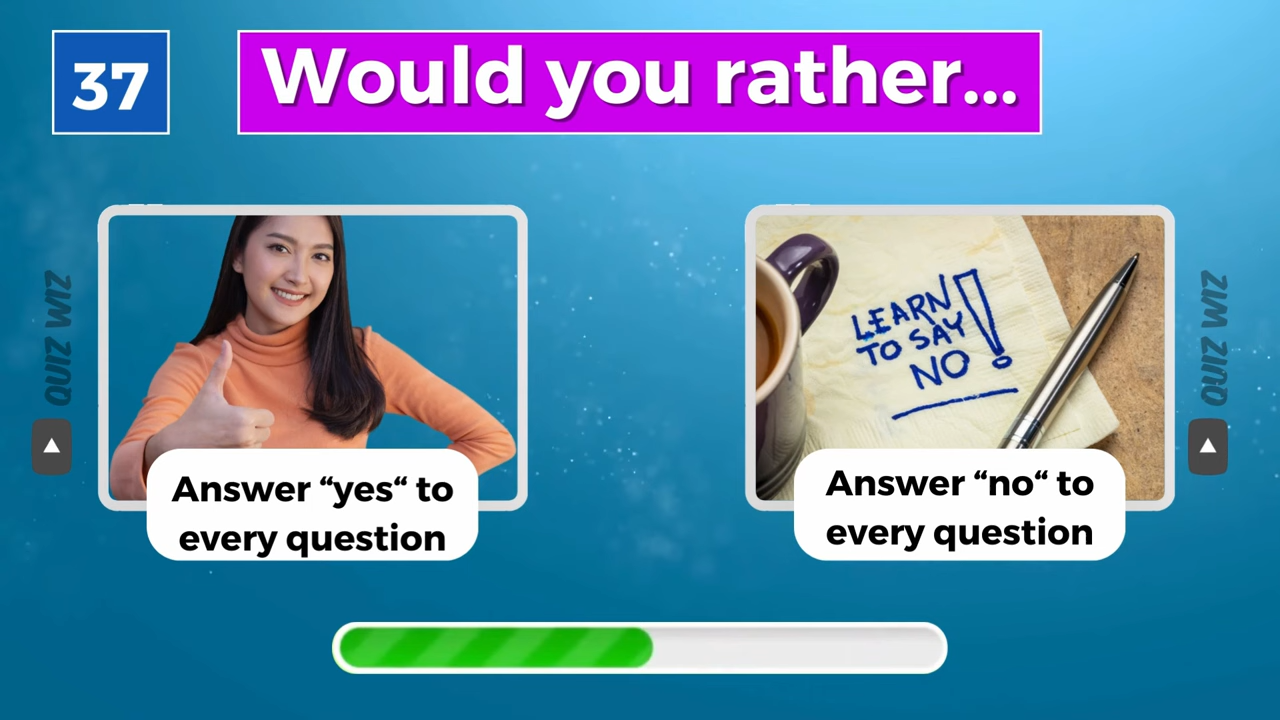 37
Would you rather...
QUIZ WIZ
LEARN
TO SAY
NO!
QUIZ WIZ
Answer “yes“ to
every question
Answer “no“ to
every question